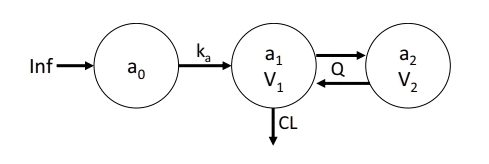 Inf
a₀
kₐ
a₁
V₁
Q
a₂
V₂
CL